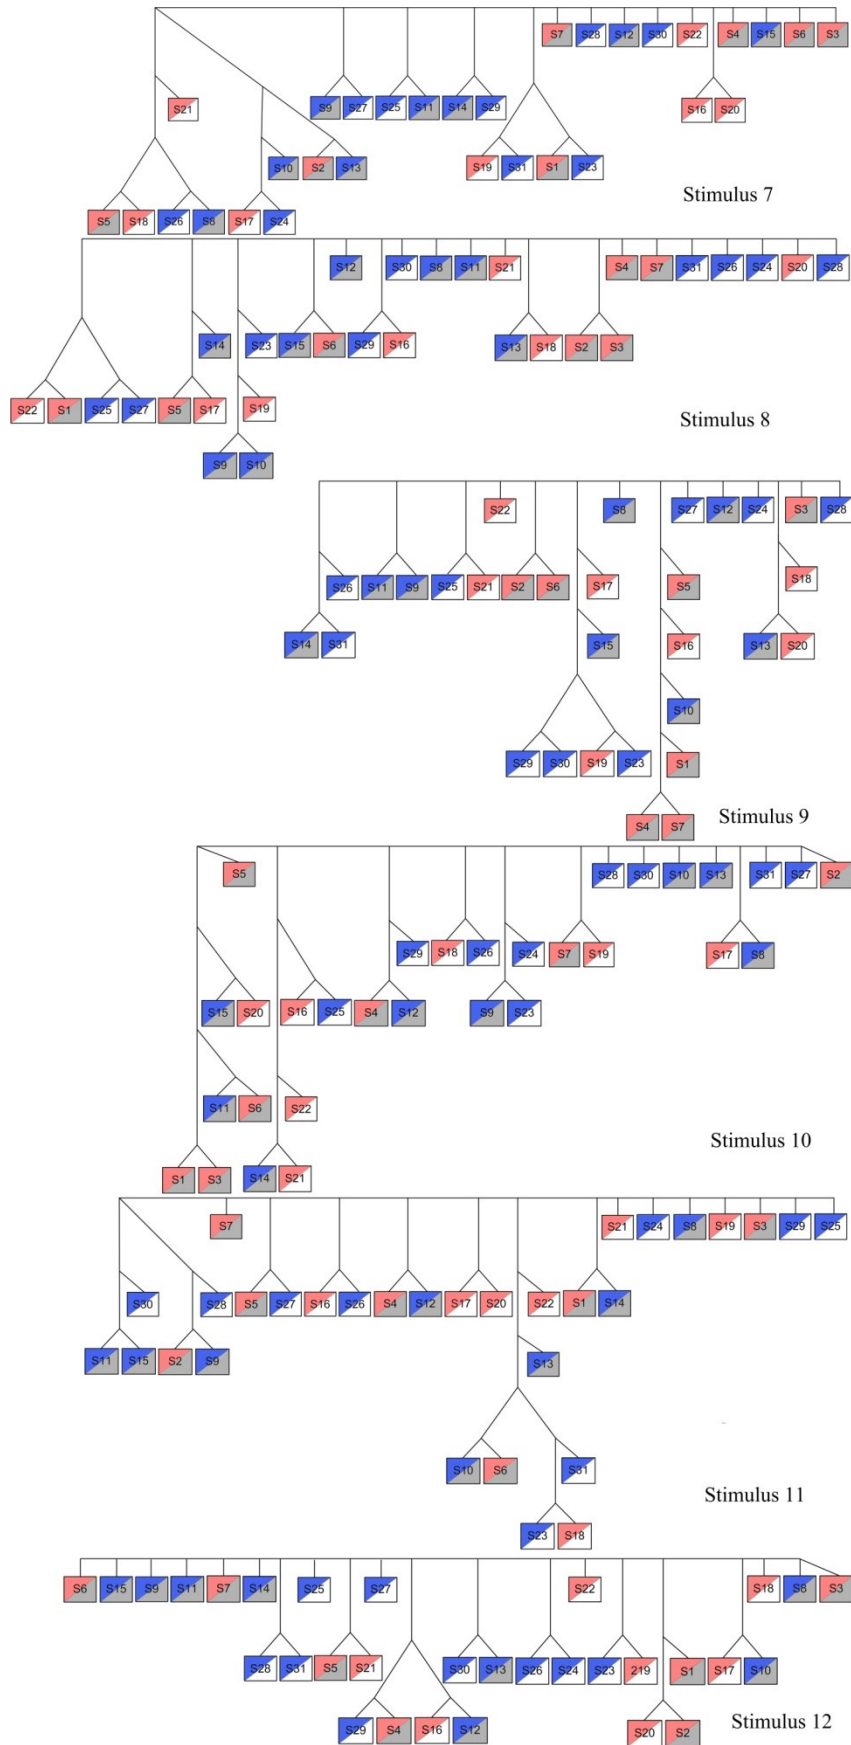 S7 S28 S12 S30 S22 S4 S15 S6 S3
S21 S9 S27 S25 S11 S14 S29 S16 S20
S10 S2 S13 S19 S31 S1 S23
Stimulus 7
S5 S18 S26 S8 S17 S24
S12 S30 S8 S11 S21 S4 S7 S31 S26 S24 S20 S28
S14 S23 S15 S6 S29 S16 S13 S18 S2 S3
S22 S1 S25 S27 S5 S17 S19
Stimulus 8
S9 S10
S22 S8 S27 S12 S24 S3 S28
S26 S11 S9 S25 S21 S2 S6 S17 S5 S18
S14 S31 S15 S16 S13 S20
S10
S29 S30 S19 S23 S1
Stimulus 9
S4 S7
S5 S28 S30 S10 S13 S31 S27 S2
S29 S18 S26 S24 S7 S19 S17 S8
S15 S20 S16 S25 S4 S12 S9 S23
S11 S6 S22
Stimulus 10
S1 S3 S14 S21
S7 S21 S24 S8 S19 S3 S29 S25
S30 S28 S5 S27 S16 S26 S4 S12 S17 S20 S22 S1 S14
S11 S15 S2 S9 S13
S10 S6 S31
Stimulus 11
S23 S18
S6 S15 S9 S11 S7 S14 S25 S27 S22 S18 S8 S3
S28 S31 S5 S21 S30 S13 S26 S24 S23 219 S1 S17 S10
Stimulus 12
S29 S4 S16 S12 S20 S2